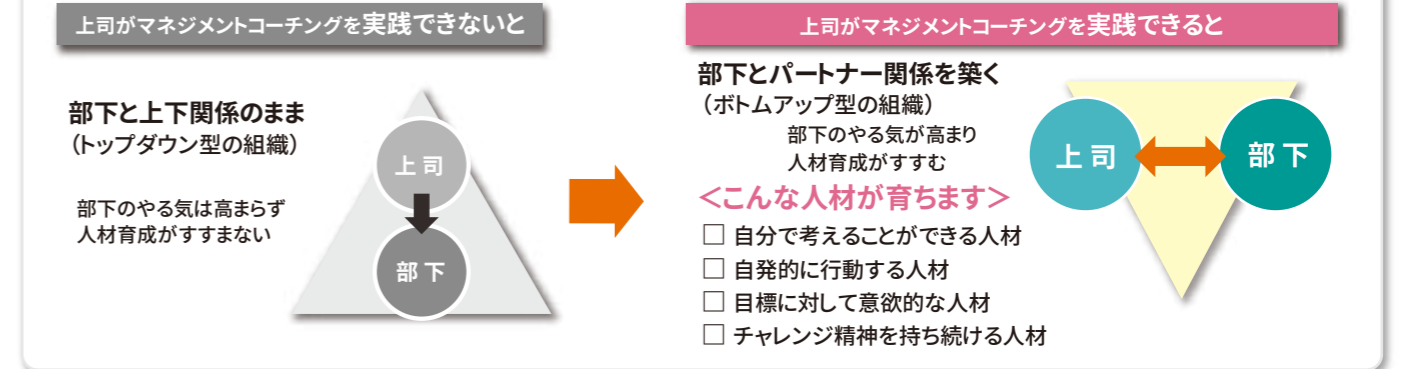 上司がマネジメントコーチングを実践できないと
部下と上下関係のまま
（トップダウン型の組織）
部下のやる気は高まらず
人材育成がすすまない
上司
部下
上司がマネジメントコーチングを実践できると
部下とパートナー関係を築く
（ボトムアップ型の組織）
部下のやる気が高まり
人材育成がすすむ
＜こんな人材が育ちます＞
□ 自分で考えることができる人材
□ 自発的に行動する人材
□ 目標に対して意欲的な人材
□ チャレンジ精神を持ち続ける人材
上司
部下